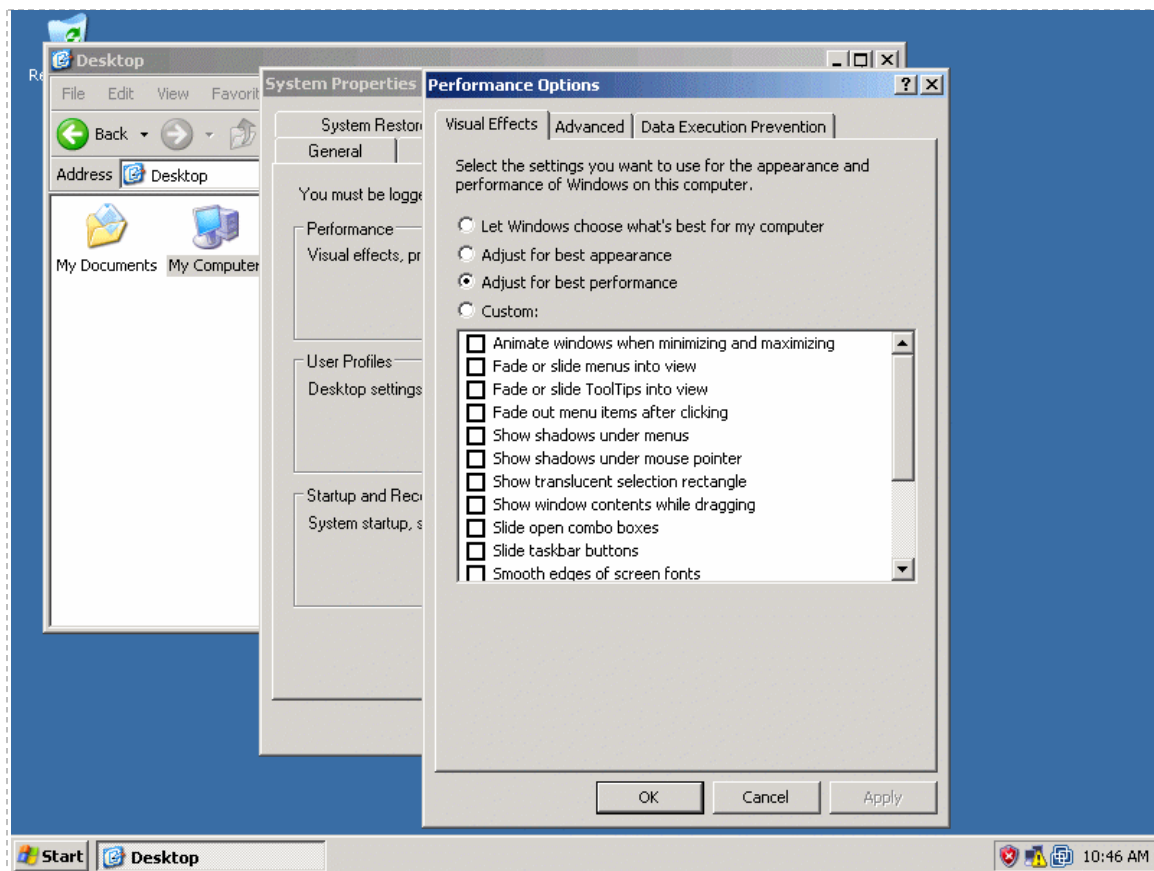 Re
Desktop
File Edit View Favorit
Back
Address Desktop
My Documents My Computer
System Properties
System Restor
General
You must be logge
Performance
Visual effects, pr
User Profiles
Desktop settings
Startup and Reco
System startup, s
Performance Options
Visual Effects Advanced Data Execution Prevention
Select the settings you want to use for the appearance and
performance of Windows on this computer.
Let Windows choose what's best for my computer
Adjust for best appearance
Adjust for best performance
Custom:
Animate windows when minimizing and maximizing
Fade or slide menus into view
Fade or slide ToolTips into view
Fade out menu items after clicking
Show shadows under menus
Show shadows under mouse pointer
Show translucent selection rectangle
Show window contents while dragging
Slide open combo boxes
Slide taskbar buttons
Smooth edges of screen fonts
OK Cancel Apply
Start Desktop 10:46 AM